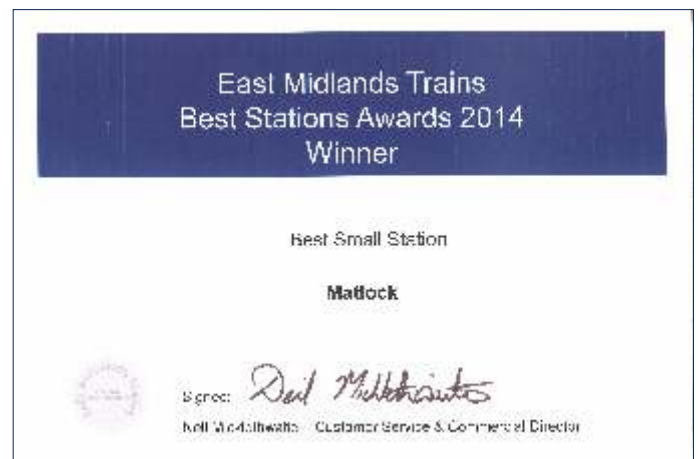 East Midlands Trains
Best Stations Awards 2014
Winner
Best Small Station
Matlock
Signed:
Neil Micklethwaite - Customer Service & Commercial Director